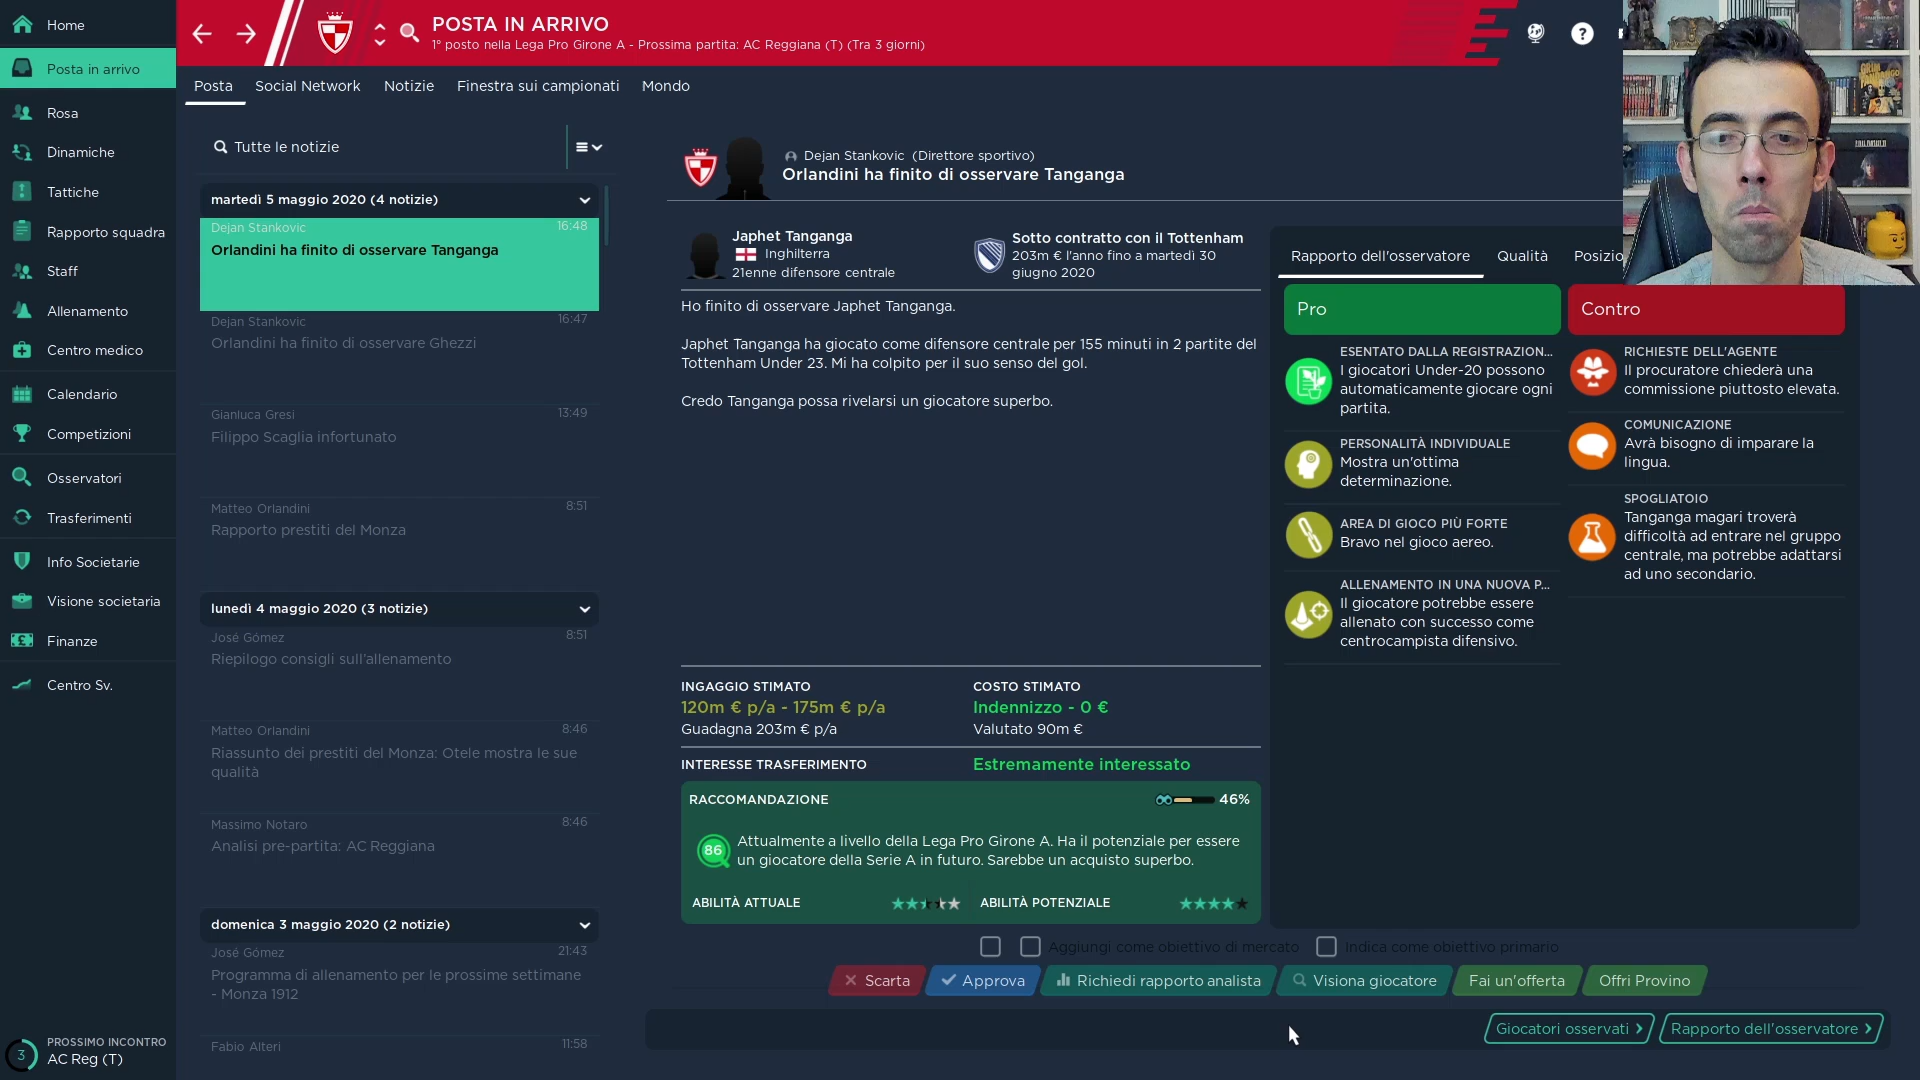 Home
Posta in arrivo
Rosa
Dinamiche
Tattiche
Rapporto squadra
Staff
Allenamento
Centro medico
Calendario
Competizioni
Osservatori
Trasferimenti
Info Societarie
Visione societaria
Finanze
Centro Sv.
3
PROSSIMO INCONTRO
AC Reg (T)
POSTA IN ARRIVO
1° posto nella Lega Pro Girone A - Prossima partita: AC Reggiana (T) (Tra 3 giorni)
?
Posta
Social Network
Notizie
Finestra sui campionati
Mondo
Tutte le notizie
martedì 5 maggio 2020 (4 notizie)
Dejan Stankovic 16:48
Orlandini ha finito di osservare Tanganga
Dejan Stankovic 16:47
Orlandini ha finito di osservare Ghezzi
Gianluca Gresi 13:49
Filippo Scaglia infortunato
Matteo Orlandini 8:51
Rapporto prestiti del Monza
lunedì 4 maggio 2020 (3 notizie)
José Gómez 8:51
Riepilogo consigli sull'allenamento
Matteo Orlandini 8:46
Riassunto dei prestiti del Monza: Otele mostra le sue
qualità
Massimo Notaro 8:46
Analisi pre-partita: AC Reggiana
domenica 3 maggio 2020 (2 notizie)
José Gómez 21:43
Programma di allenamento per le prossime settimane
- Monza 1912
Fabio Alteri 11:58
Dejan Stankovic (Direttore sportivo)
Orlandini ha finito di osservare Tanganga
Japhet Tanganga
Inghilterra
21enne difensore centrale
Sotto contratto con il Tottenham
203m € l'anno fino a martedì 30
giugno 2020
Ho finito di osservare Japhet Tanganga.
Japhet Tanganga ha giocato come difensore centrale per 155 minuti in 2 partite del
Tottenham Under 23. Mi ha colpito per il suo senso del gol.
Credo Tanganga possa rivelarsi un giocatore superbo.
INGAGGIO STIMATO
120m € p/a - 175m € p/a
Guadagna 203m € p/a
COSTO STIMATO
Indennizzo - 0 €
Valutato 90m €
INTERESSE TRASFERIMENTO
Estremamente interessato
RACCOMANDAZIONE
46%
86
Attualmente a livello della Lega Pro Girone A. Ha il potenziale per essere
un giocatore della Serie A in futuro. Sarebbe un acquisto superbo.
ABILITÀ ATTUALE
ABILITÀ POTENZIALE
Rapporto dell'osservatore
Qualità
Posizio
Pro
ESENTATO DALLA REGISTRAZION...
I giocatori Under-20 possono
automaticamente giocare ogni
partita.
PERSONALITÀ INDIVIDUALE
Mostra un'ottima
determinazione.
AREA DI GIOCO PIÙ FORTE
Bravo nel gioco aereo.
ALLENAMENTO IN UNA NUOVA P...
Il giocatore potrebbe essere
allenato con successo come
centrocampista difensivo.
Contro
RICHIESTE DELL'AGENTE
Il procuratore chiederà una
commissione piuttosto elevata.
COMUNICAZIONE
Avrà bisogno di imparare la
lingua.
SPOGLIATOIO
Tanganga magari troverà
difficoltà ad entrare nel gruppo
centrale, ma potrebbe adattarsi
ad uno secondario.
Aggiungi come obiettivo di mercato
Indica come obiettivo primario
Scarta
Approva
Richiedi rapporto analista
Visiona giocatore
Fai un'offerta
Offri Provino
Giocatori osservati
Rapporto dell'osservatore
GRIM
FANDANGO